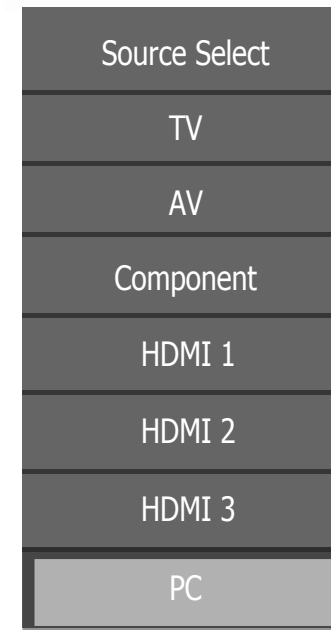 Source Select
TV
AV
Component
HDMI 1
HDMI 2
HDMI 3
PC